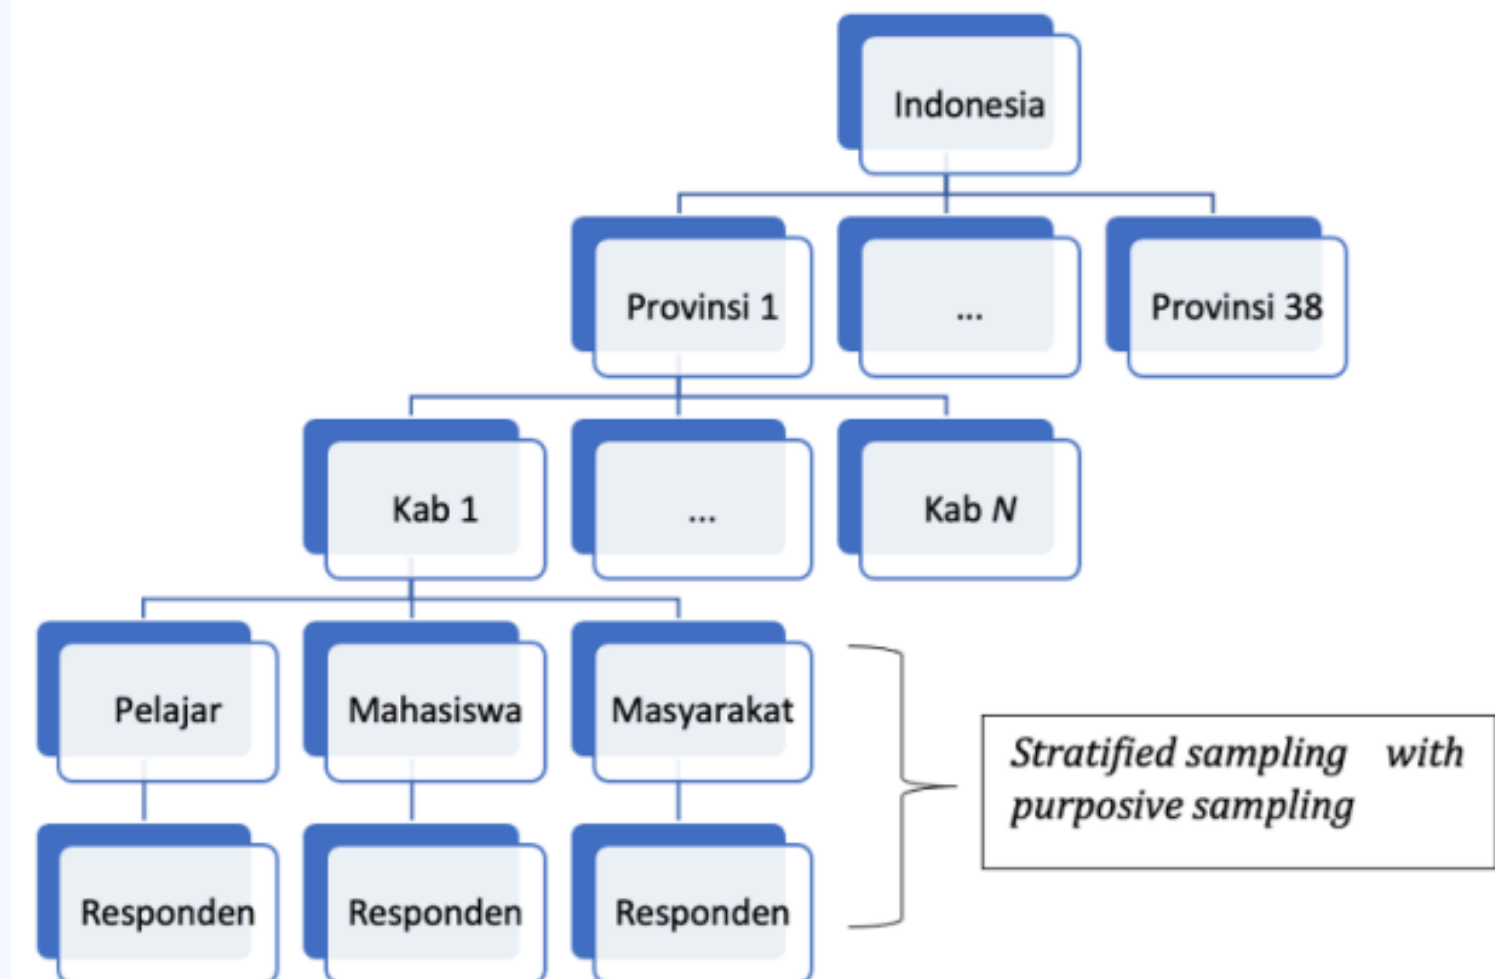 Indonesia
Provinsi 1
...
Provinsi 38
Kab 1
...
Kab N
Pelajar
Mahasiswa
Masyarakat
Stratified sampling with
purposive sampling
Responden
Responden
Responden